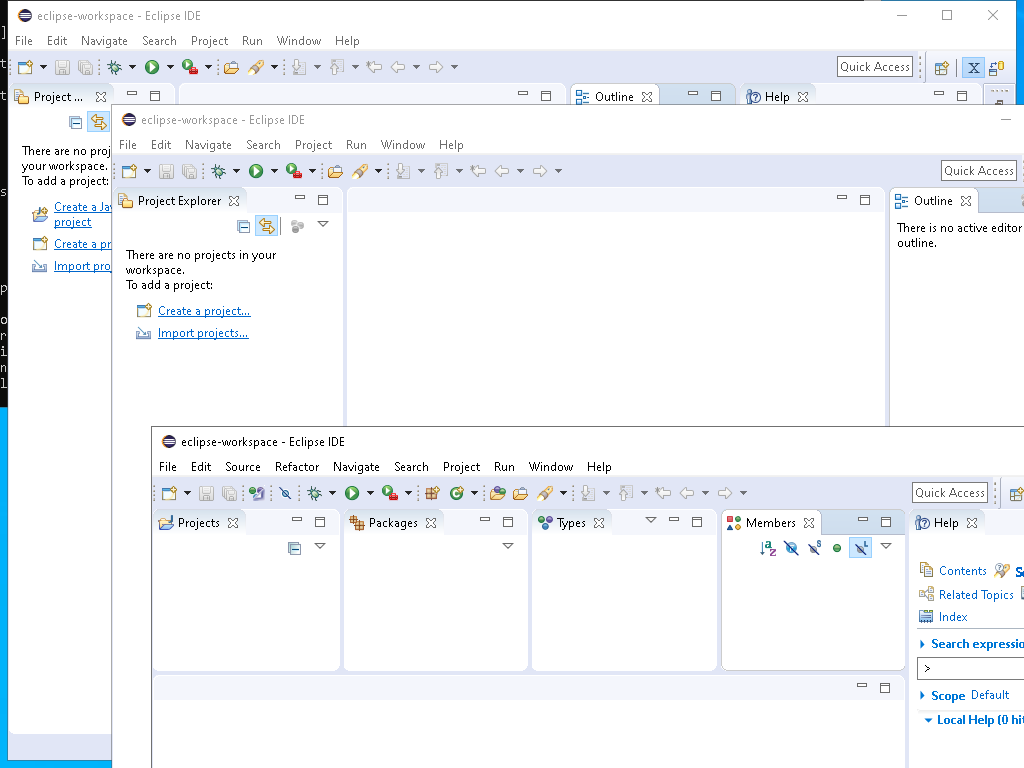 eclipse-workspace - Eclipse IDE
File Edit Navigate Search Project Run Window Help
Quick Access
Project ...
Outline
Help
There are no proj
your workspace.
To add a project:
Create a Ja
project
Create a pr
Import proj
eclipse-workspace - Eclipse IDE
File Edit Navigate Search Project Run Window Help
Quick Access
Project Explorer
Outline
There are no projects in your
workspace.
To add a project:
Create a project...
Import projects...
There is no active editor
outline.
eclipse-workspace - Eclipse IDE
File Edit Source Refactor Navigate Search Project Run Window Help
Quick Access
Projects
Packages
Types
Members
Help
Contents
Related Topics
Index
Search expressio
>
Scope Default
Local Help (0 hit